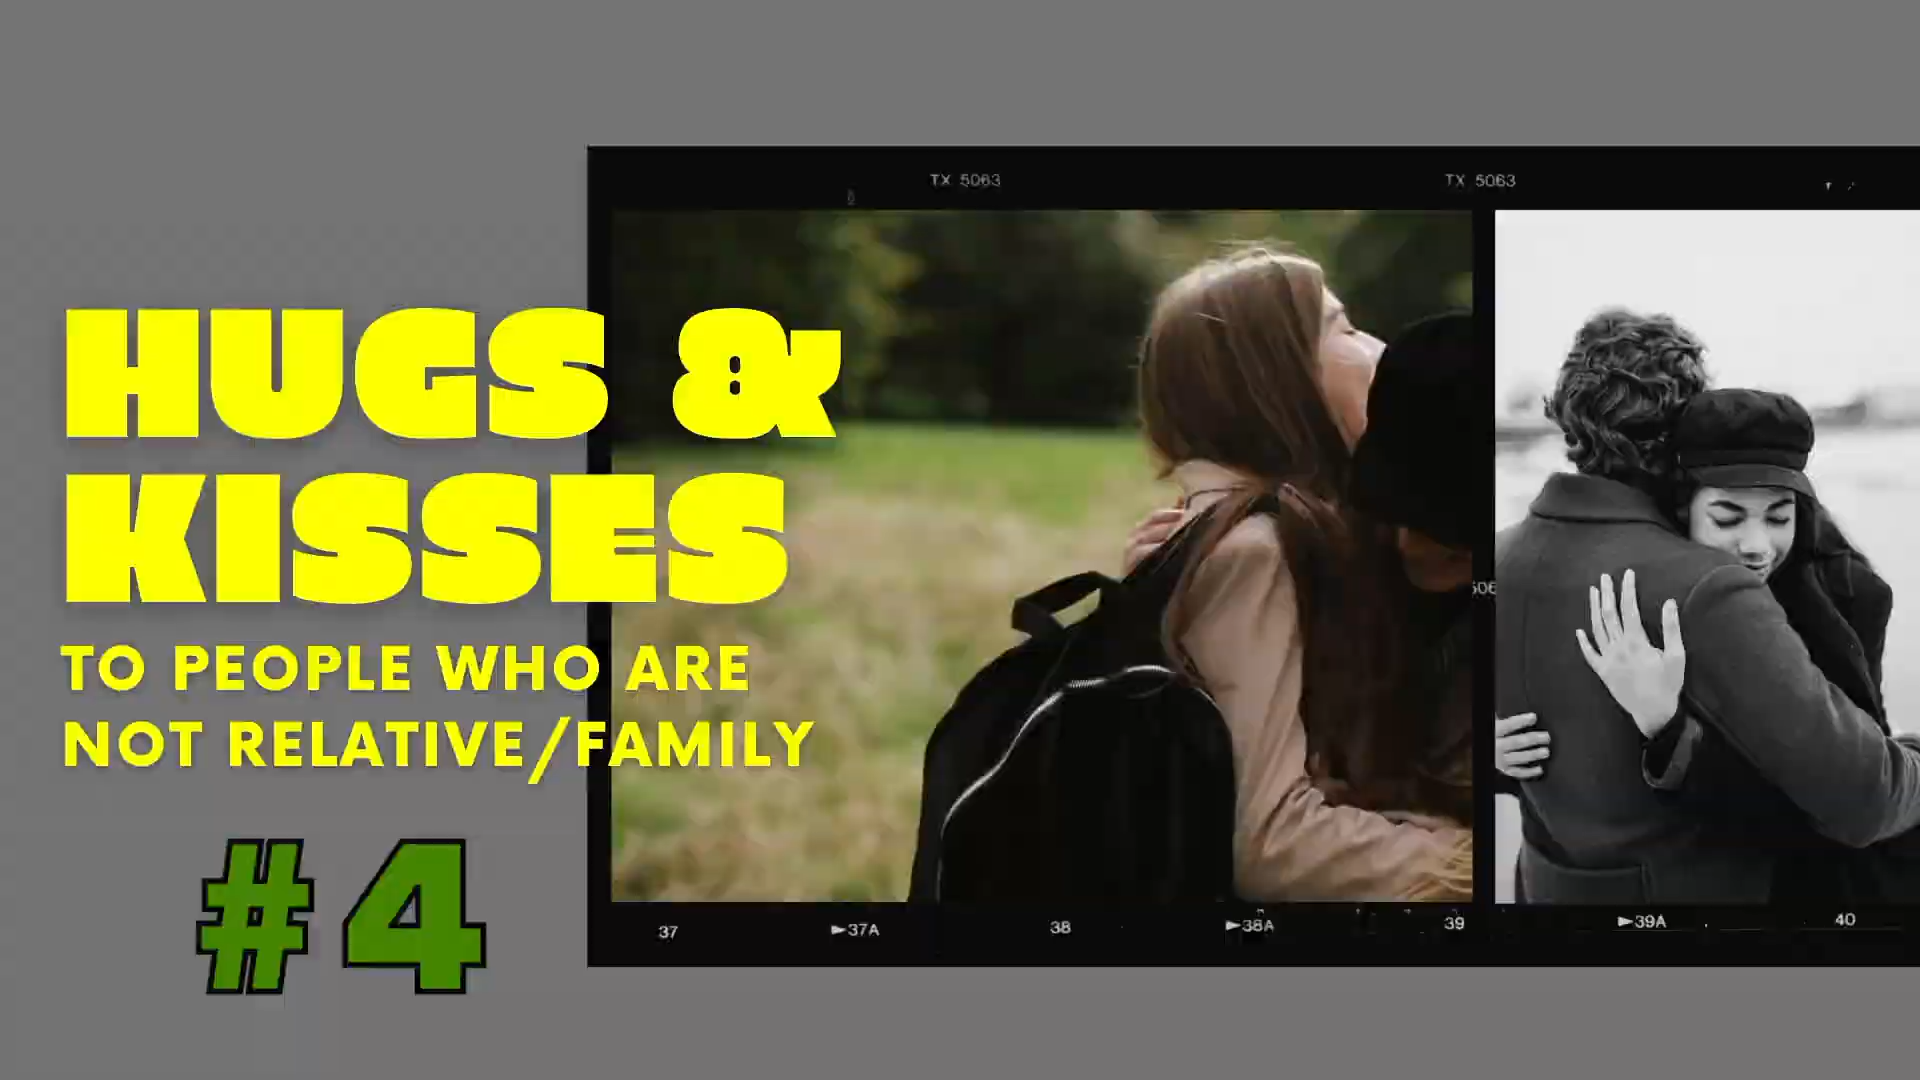 TX 5063
TX 5063
HUGS &
KISSES
TO PEOPLE WHO ARE
NOT RELATIVE/FAMILY
#4
37
►37A
38
►38A
39
►39A
40